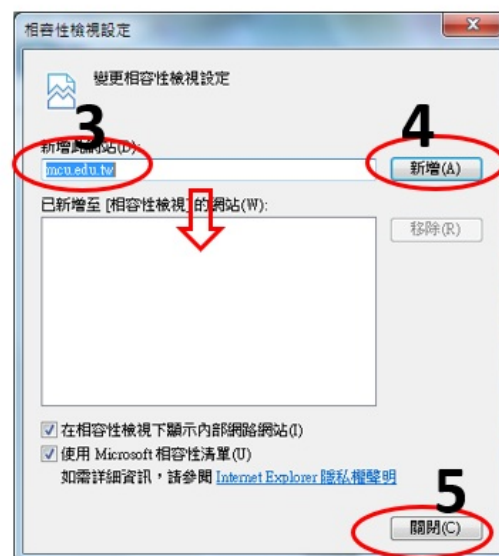 相容性檢視設定
變更相容性檢視設定
3
4
新增此網站(D):
mcu.edu.tw
新增(A)
已新增至 [相容性檢視] 的網站(W):
移除(R)
在相容性檢視下顯示內部網路網站(I)
使用 Microsoft 相容性清單(U)
如需詳細資訊，請參閱 Internet Explorer 隱私權聲明
5
關閉(C)